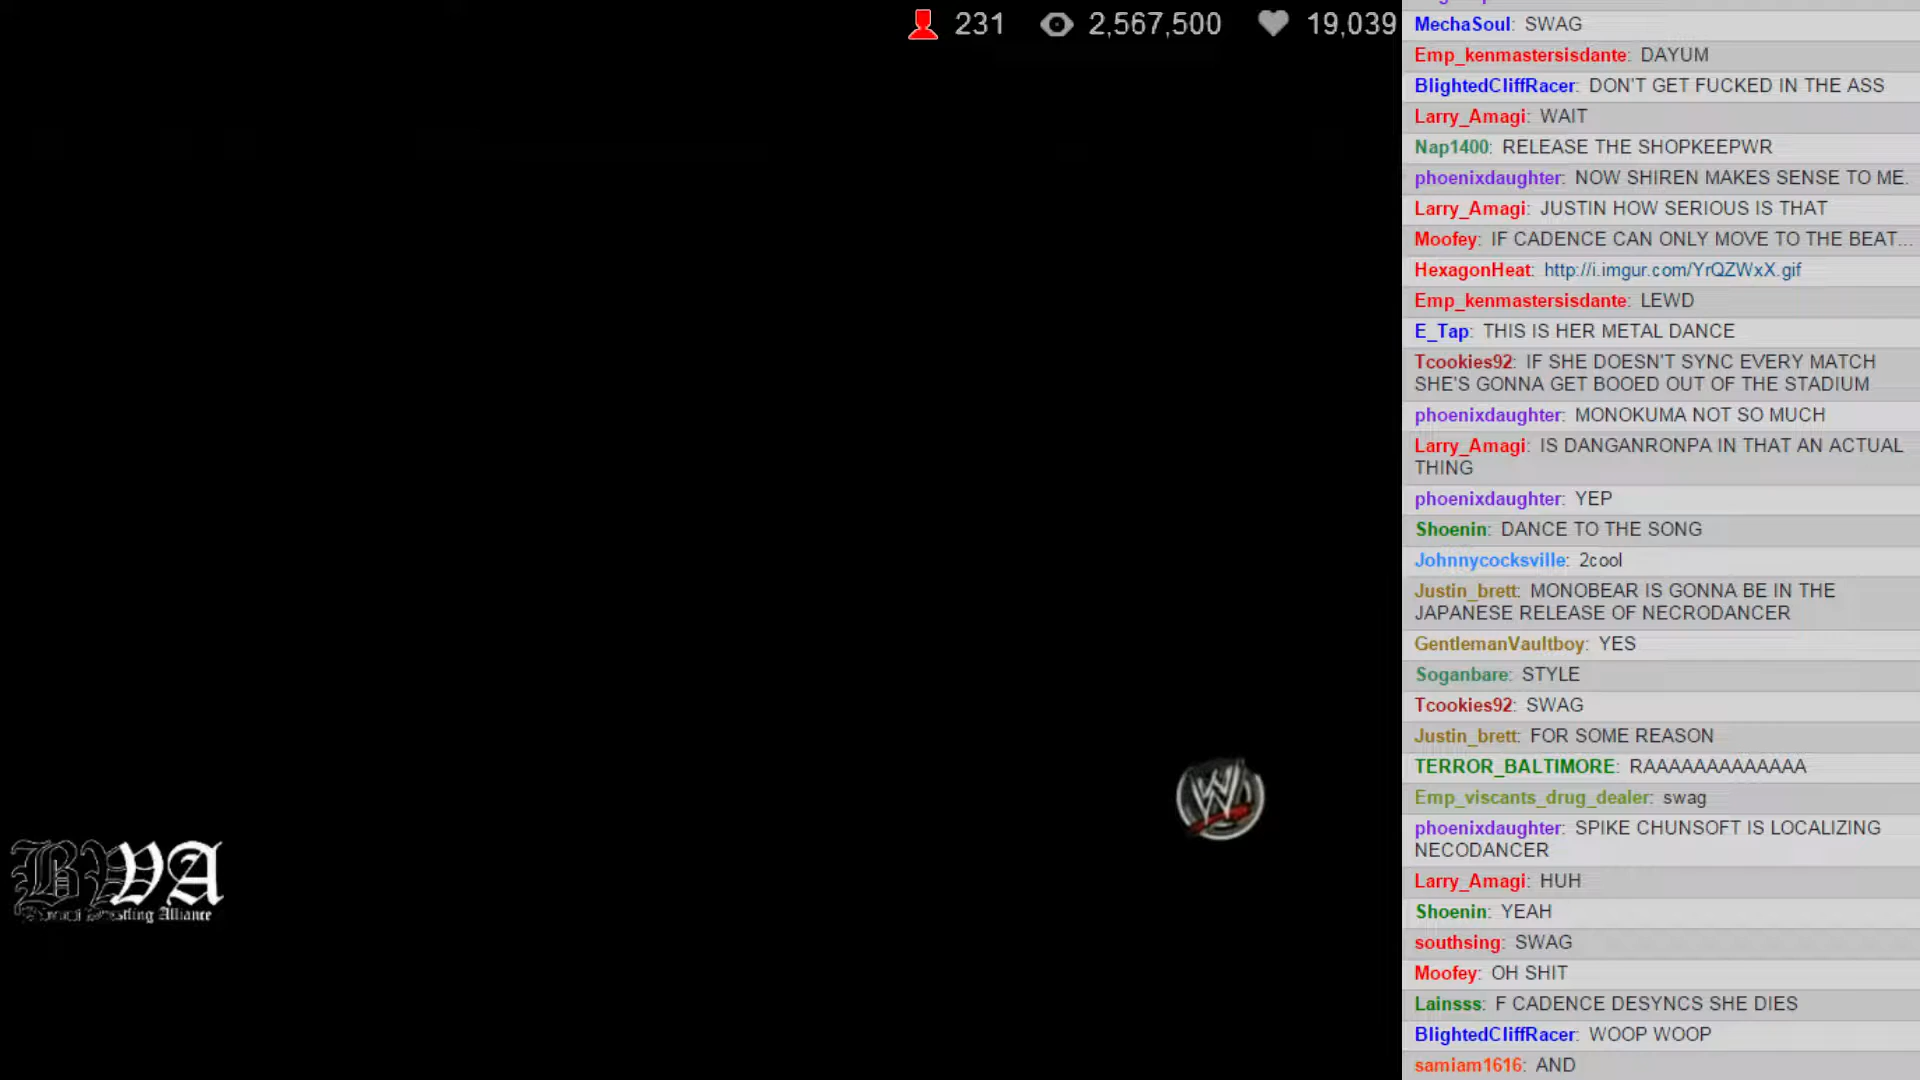 231 2,567,500 19,039
MechaSoul: SWAG
Emp_kenmastersisdante: DAYUM
BlightedCliffRacer: DON'T GET FUCKED IN THE ASS
Larry_Amagi: WAIT
Nap1400: RELEASE THE SHOPKEEPWR
phoenixdaughter: NOW SHIREN MAKES SENSE TO ME.
Larry_Amagi: JUSTIN HOW SERIOUS IS THAT
Moofey: IF CADENCE CAN ONLY MOVE TO THE BEAT...
HexagonHeat: http://i.imgur.com/YrQZWxX.gif
Emp_kenmastersisdante: LEWD
E_Tap: THIS IS HER METAL DANCE
Tcookies92: IF SHE DOESN'T SYNC EVERY MATCH
SHE'S GONNA GET BOOED OUT OF THE STADIUM
phoenixdaughter: MONOKUMA NOT SO MUCH
Larry_Amagi: IS DANGANRONPA IN THAT AN ACTUAL
THING
phoenixdaughter: YEP
Shoenin: DANCE TO THE SONG
Johnnycocksville: 2cool
Justin_brett: MONOBEAR IS GONNA BE IN THE
JAPANESE RELEASE OF NECRODANCER
GentlemanVaultboy: YES
Soganbare: STYLE
Tcookies92: SWAG
Justin_brett: FOR SOME REASON
TERROR_BALTIMORE: RAAAAAAAAAAAAA
Emp_viscants_drug_dealer: swag
phoenixdaughter: SPIKE CHUNSOFT IS LOCALIZING
NECODANCER
Larry_Amagi: HUH
Shoenin: YEAH
southsing: SWAG
Moofey: OH SHIT
Lainsss: F CADENCE DESYNCS SHE DIES
BlightedCliffRacer: WOOP WOOP
samiam1616: AND
W
BWA
Alliance